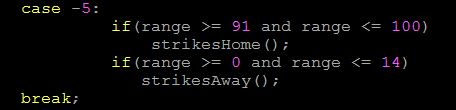 case -5:
if(range >= 91 and range <= 100)
strikesHome();
if(range >= 0 and range <= 14)
strikesAway();
break;